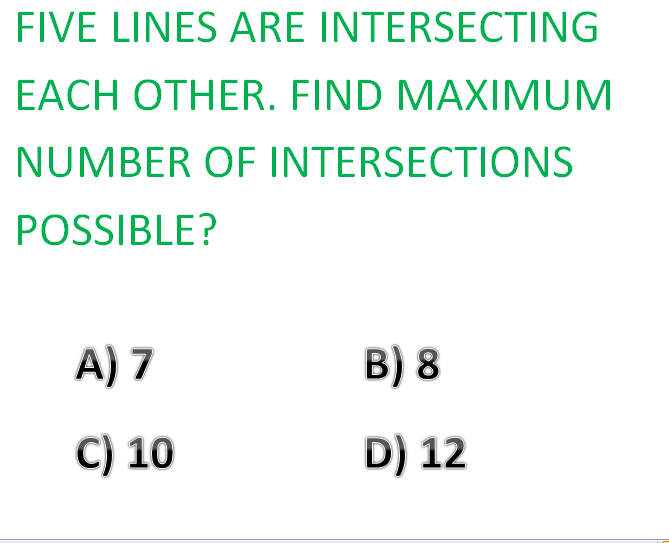 FIVE LINES ARE INTERSECTING
EACH OTHER. FIND MAXIMUM
NUMBER OF INTERSECTIONS
POSSIBLE?
A) 7 B) 8
C) 10 D) 12